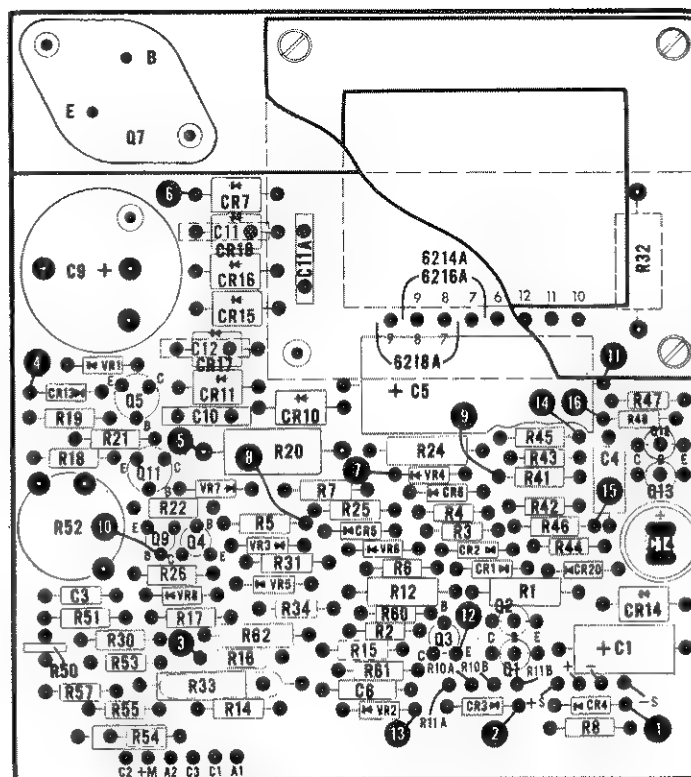 B
E
Q7
6
CR7
C11
CR18
C11A
C9 +
CR16
CR15
R32
6214A
6216A
9 8 7 6 12 11 10
9 8 7
6218A
C12
CR17
4
VR1
11
CR13
C
E
Q5
B
CR11
+ C5
C10
CR10
9
14
16
R47
R19
R48
R21
5
8
R20
R24
R45
Q12
C4
R18
E
C
Q11
B
7
VR4
R43
R41
C B E
Q13
VR7
R7
CR6
15
R52
R22
R25
R4
R42
10
E
B
Q9
Q4
R5
CR5
R3
R46
+
VR3
VR6
CR2
R44
B C E
R31
R26
R6
CR1
CR20
VR5
C3
VR8
R12
R1
CR14
R51
R17
R34
R60
B
12
Q2
R30
3
R62
R2
Q3
C B E
+ C1
R53
R16
R15
C E
Q1
R50
R61
R10A
R10B
R11B
+ -
R57
R33
C6
-S
R55
R14
VR2
R11A
CR3
+S
CR4
R54
13
2
R8
1
C2 +M A2 C3 C1 A1